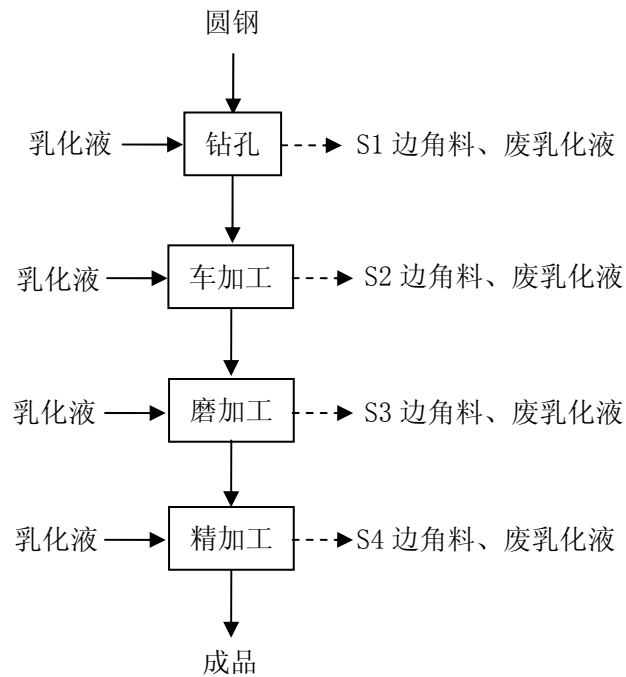 圆钢
乳化液 钻孔 S1 边角料、废乳化液
乳化液 车加工 S2 边角料、废乳化液
乳化液 磨加工 S3 边角料、废乳化液
乳化液 精加工 S4 边角料、废乳化液
成品